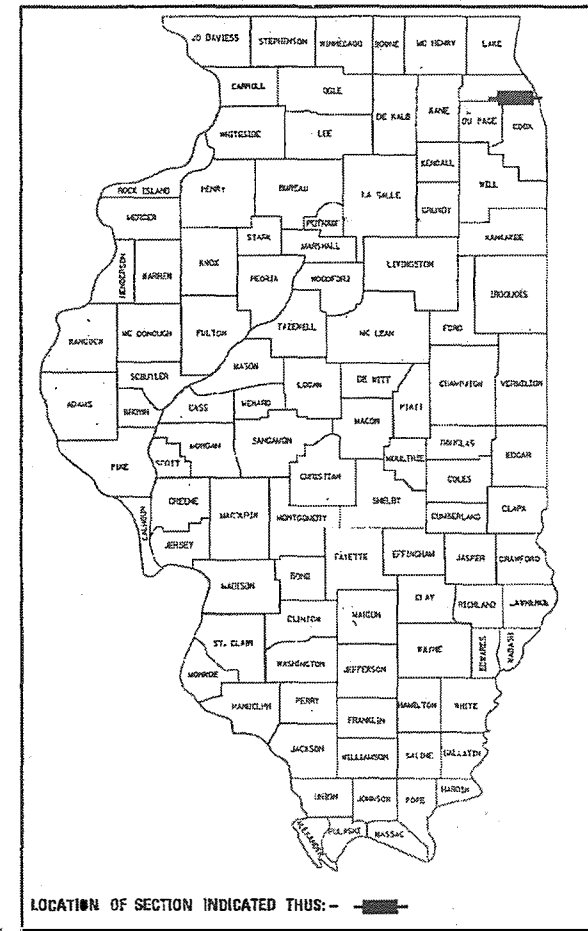 JO DAVIESS STEPHENSON WINNEBAGO BOONE MC HENRY LAKE
CARROLL OGLE
DE KALB KANE DU PAGE COOK
WHITESIDE LEE
KENDALL
ROCK ISLAND HENRY BUREAU LA SALLE WILL
MERCER PUTNAM GRUNDY
STARK MARSHALL KANKAKEE
HENDERSON WARREN KNOX LIVINGSTON
PEORIA WOODFORD IROQUOIS
HANCOCK MC DONOUGH FULTON TAZEWELL MC LEAN FORD
MASON
SCHUYLER DE WITT CHAMPAIGN VERMILION
ADAMS BROWN CASS MENARD LOGAN PIATT
MACON
MORGAN SANGAMON DOUGLAS
PIKE SCOTT CHRISTIAN MOULTRIE EDGAR
COLES
GREENE MACOUPIN SHELBY
CALHOUN MONTGOMERY CUMBERLAND CLARK
JERSEY FAYETTE EFFINGHAM JASPER CRAWFORD
MADISON BOND
CLAY RICHLAND LAWRENCE
CLINTON MARION
ST. CLAIR WAYNE EDWARDS WABASH
WASHINGTON JEFFERSON
MONROE
RANDOLPH PERRY HAMILTON WHITE
FRANKLIN
JACKSON WILLIAMSON SALINE GALLATIN
UNION JOHNSON POPE HARDIN
ALEXANDER PULASKI MASSAC
LOCATION OF SECTION INDICATED THUS: -